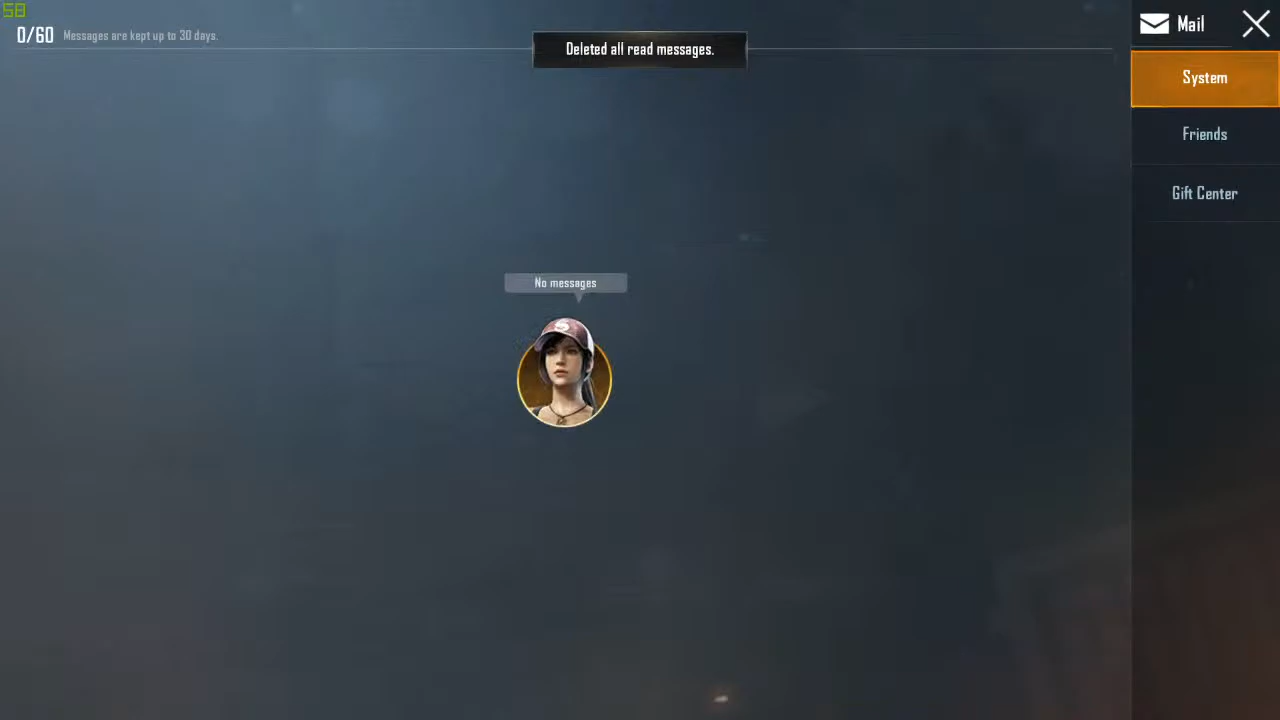 58
0/60 Messages are kept up to 30 days.
Deleted all read messages.
Mail
System
Friends
Gift Center
No messages